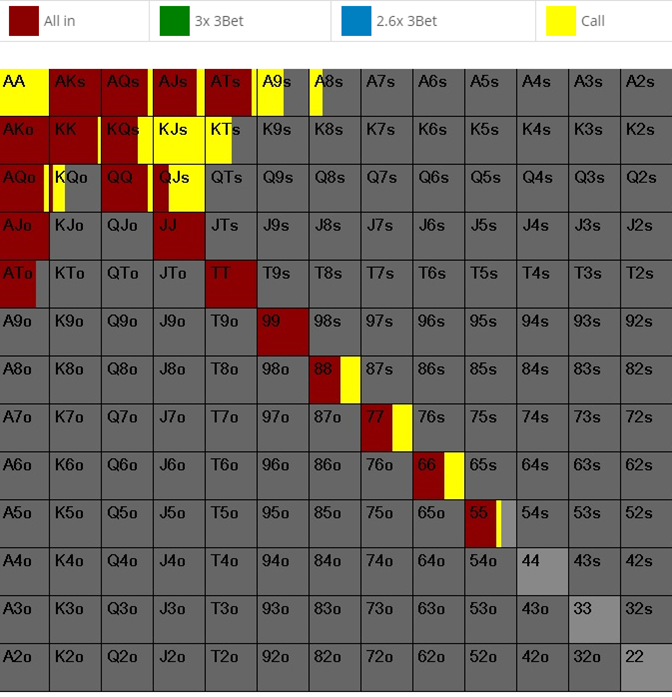 All in 3x 3Bet 2.6x 3Bet Call
AA AKs AQs AJs ATs A9s A8s A7s A6s A5s A4s A3s A2s
AKo KK KQs KJs KTs K9s K8s K7s K6s K5s K4s K3s K2s
AQo KQo QQ QJs QTs Q9s Q8s Q7s Q6s Q5s Q4s Q3s Q2s
AJo KJo QJo JJ JTs J9s J8s J7s J6s J5s J4s J3s J2s
ATo KTo QTo JTo TT T9s T8s T7s T6s T5s T4s T3s T2s
A9o K9o Q9o J9o T9o 99 98s 97s 96s 95s 94s 93s 92s
A8o K8o Q8o J8o T8o 98o 88 87s 86s 85s 84s 83s 82s
A7o K7o Q7o J7o T7o 97o 87o 77 76s 75s 74s 73s 72s
A6o K6o Q6o J6o T6o 96o 86o 76o 66 65s 64s 63s 62s
A5o K5o Q5o J5o T5o 95o 85o 75o 65o 55 54s 53s 52s
A4o K4o Q4o J4o T4o 94o 84o 74o 64o 54o 44 43s 42s
A3o K3o Q3o J3o T3o 93o 83o 73o 63o 53o 43o 33 32s
A2o K2o Q2o J2o T2o 92o 82o 72o 62o 52o 42o 32o 22